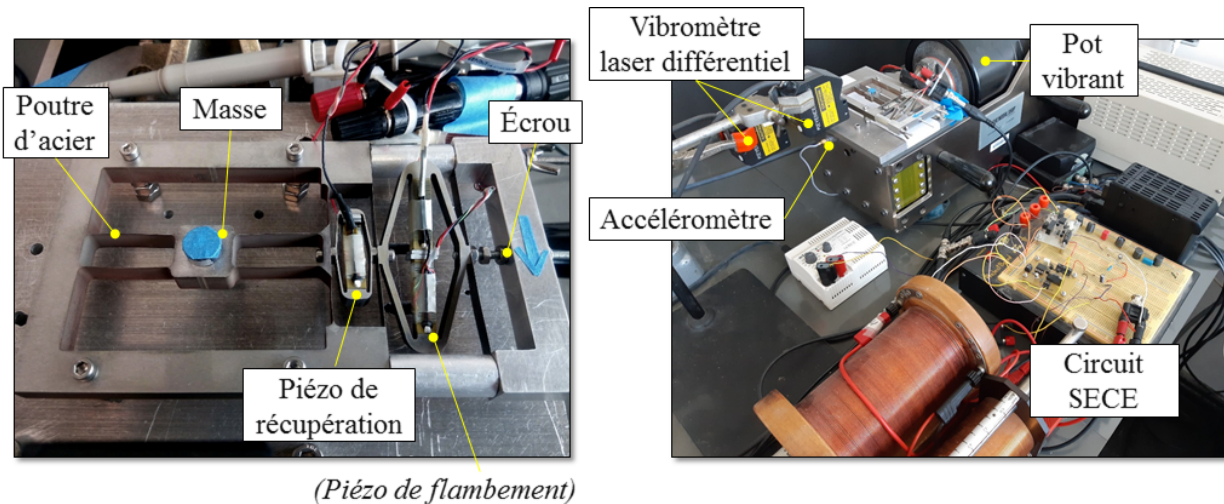 Poutre
d'acier
Masse
Écrou
Piézo de
récupération
(Piézo de flambement)
Vibromètre
laser différentiel
Pot
vibrant
Accéléromètre
Circuit
SECE